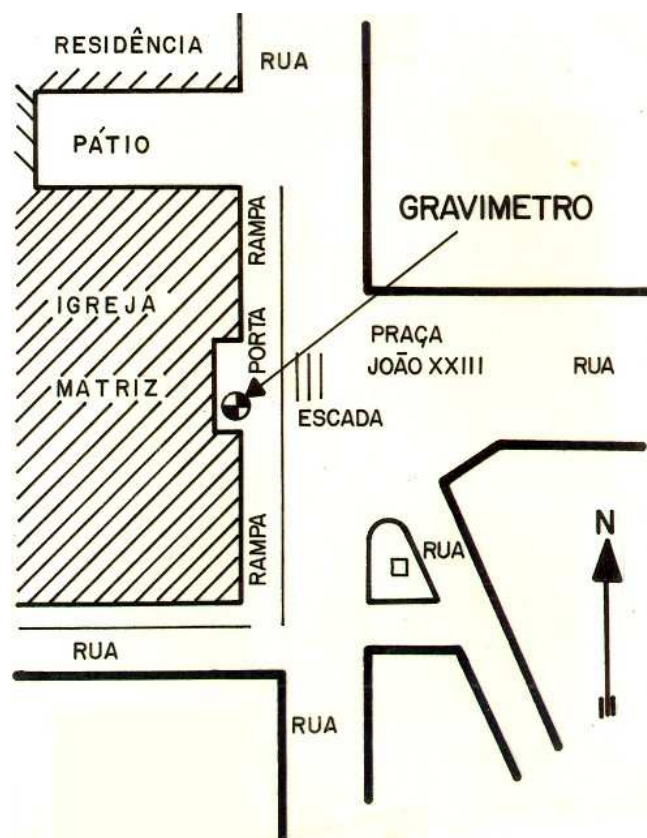 RESIDÊNCIA
RUA
PÁTIO
RAMPA
GRAVIMETRO
IGREJA
MATRIZ
PORTA
PRAÇA
JOÃO XXIII
RUA
ESCADA
RAMPA
RUA
N
RUA
RUA